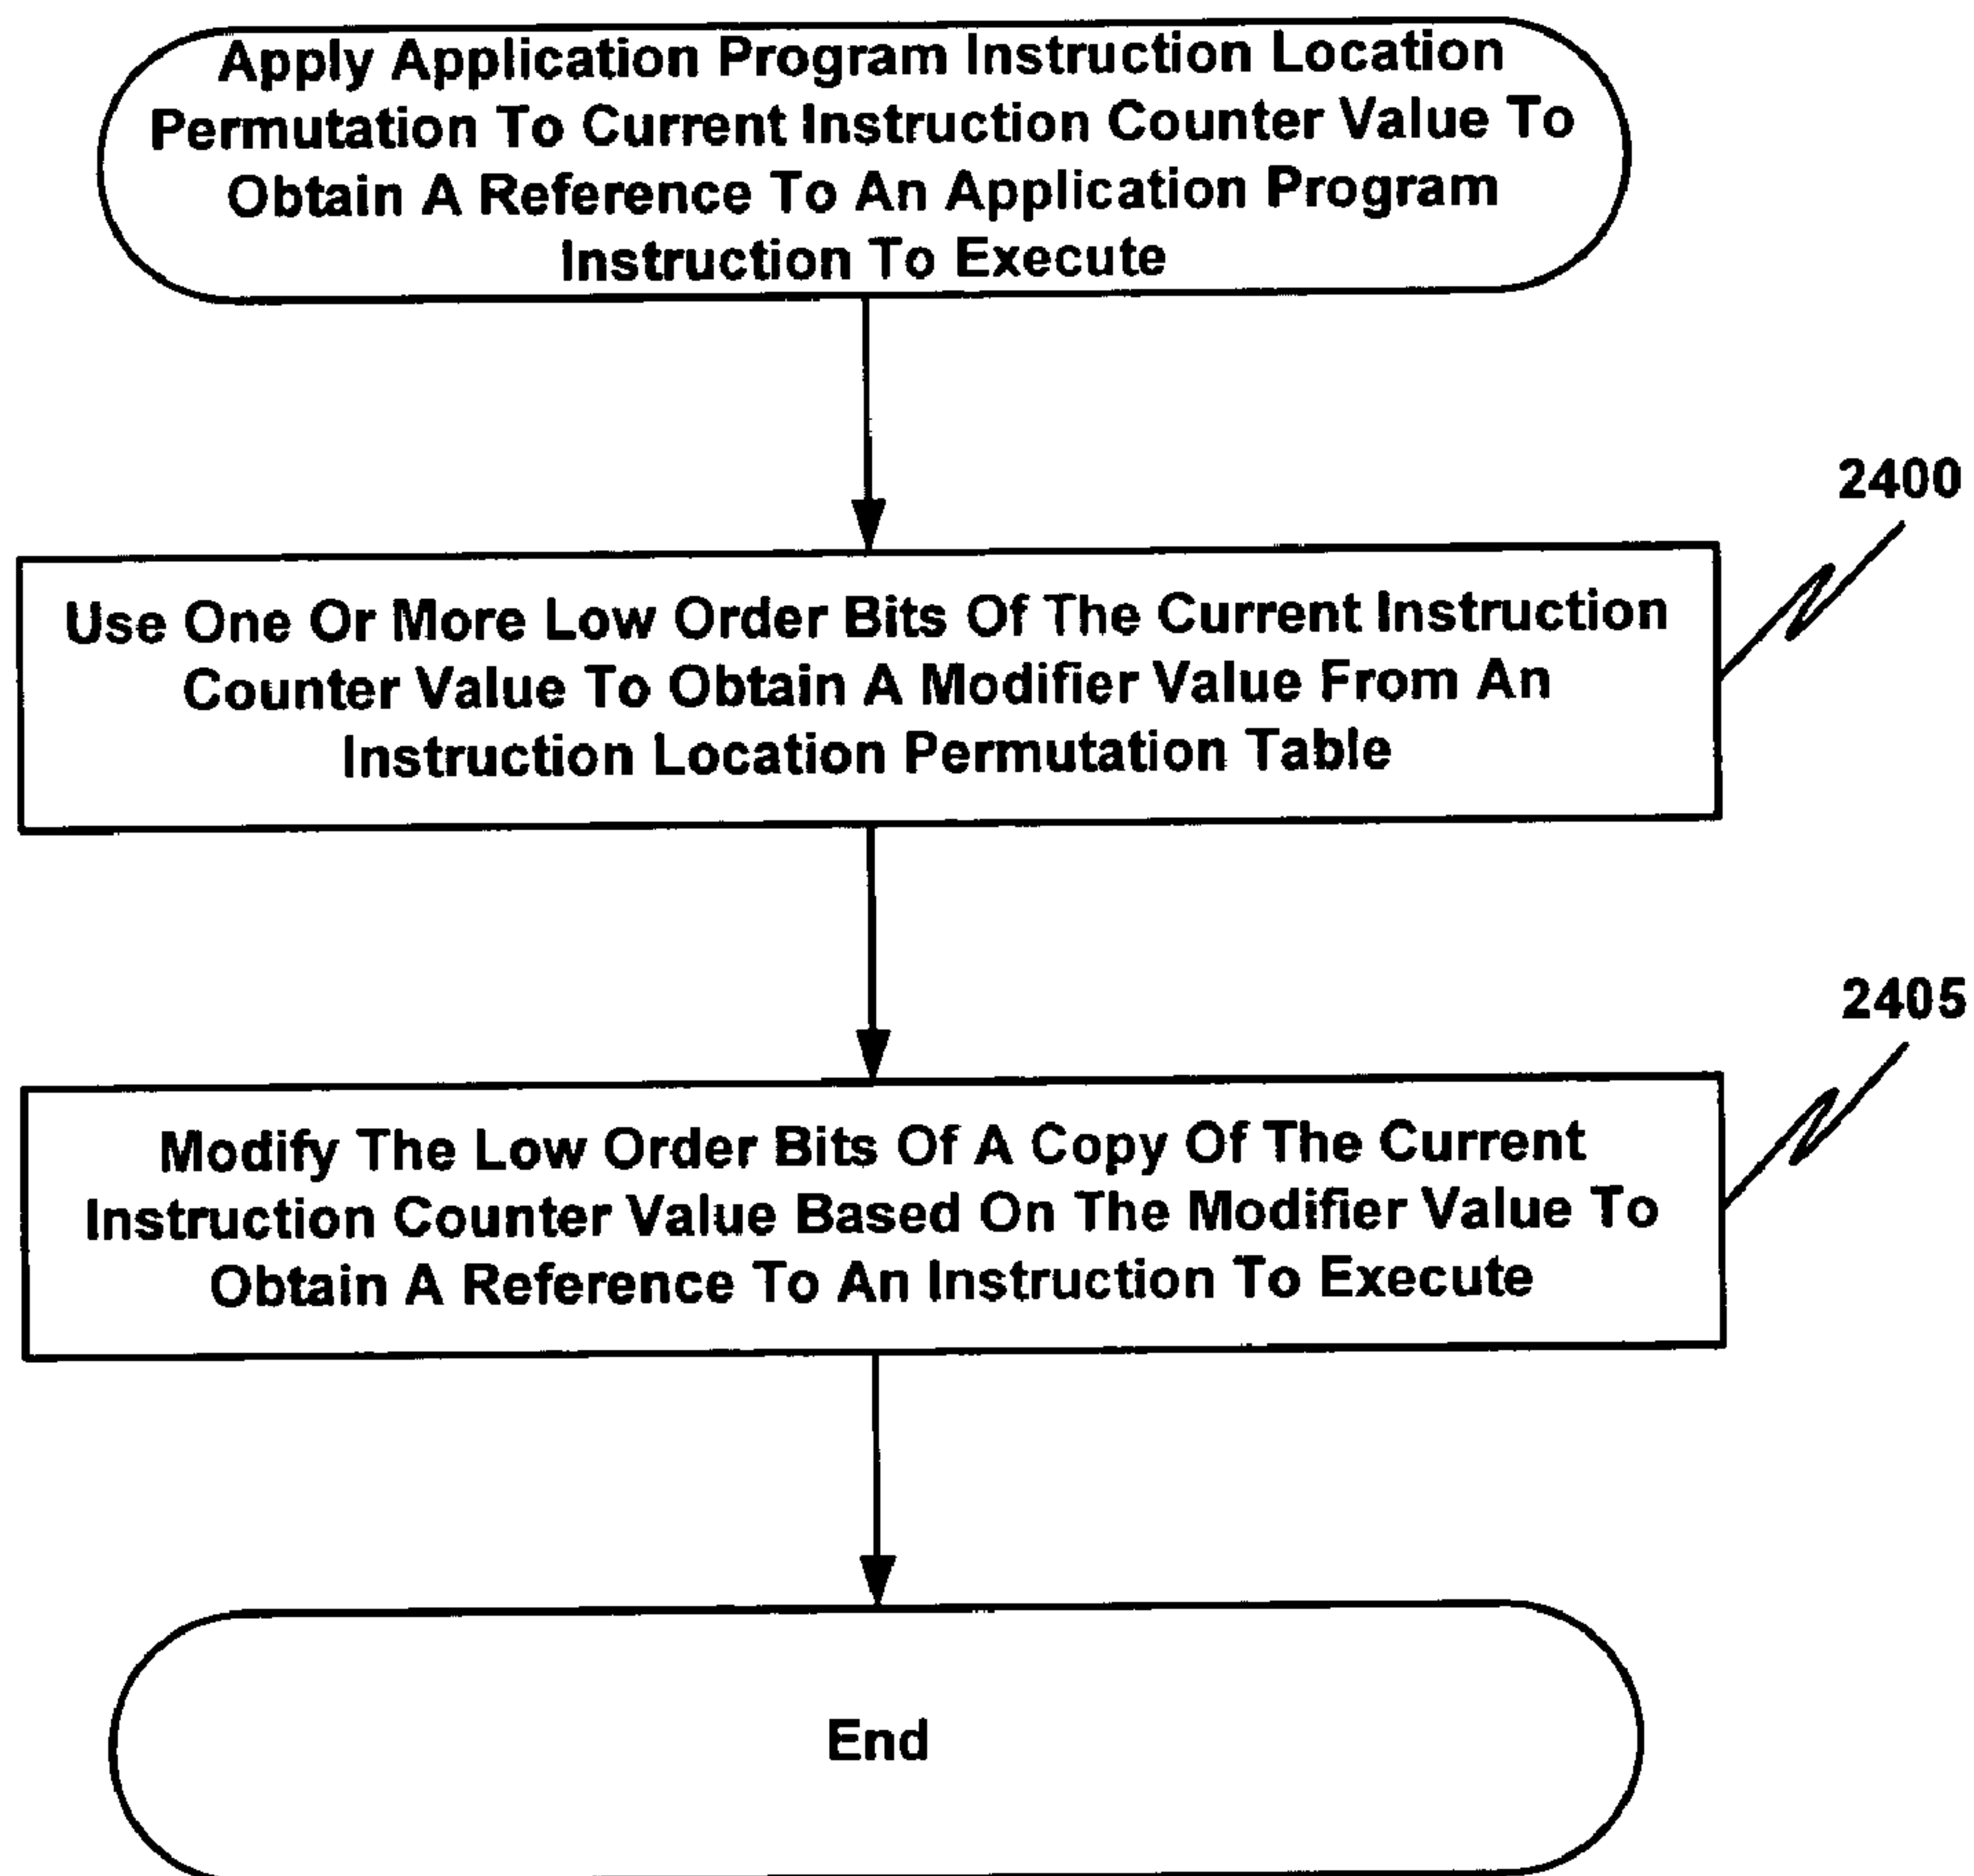 Apply Application Program Instruction Location
Permutation To Current Instruction Counter Value To
Obtain A Reference To An Application Program
Instruction To Execute
2400
Use One Or More Low Order Bits Of The Current Instruction
Counter Value To Obtain A Modifier Value From An
Instruction Location Permutation Table
2405
Modify The Low Order Bits Of A Copy Of The Current
Instruction Counter Value Based On The Modifier Value To
Obtain A Reference To An Instruction To Execute
End